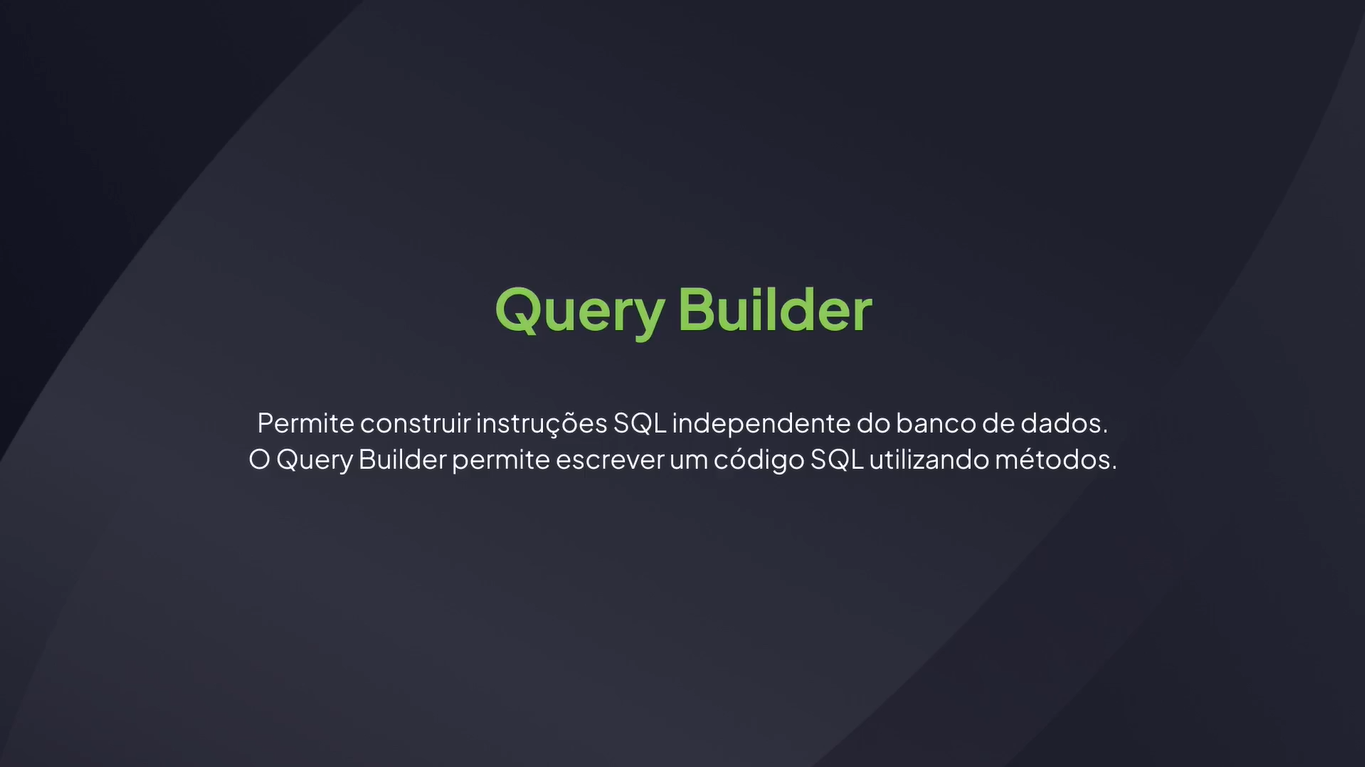 Query Builder
Permite construir instruções SQL independente do banco de dados.
O Query Builder permite escrever um código SQL utilizando métodos.